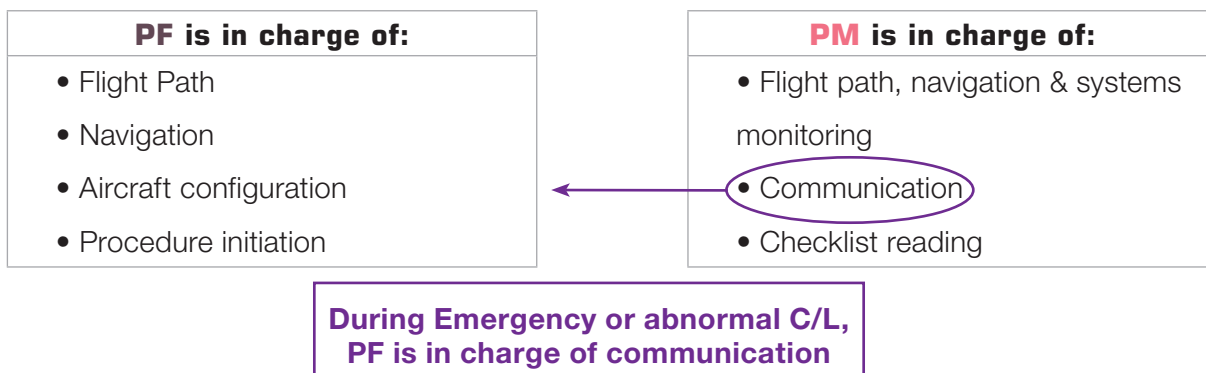 PF is in charge of:
• Flight Path
• Navigation
• Aircraft configuration
• Procedure initiation
PM is in charge of:
• Flight path, navigation & systems
monitoring
• Communication
• Checklist reading
During Emergency or abnormal C/L,
PF is in charge of communication